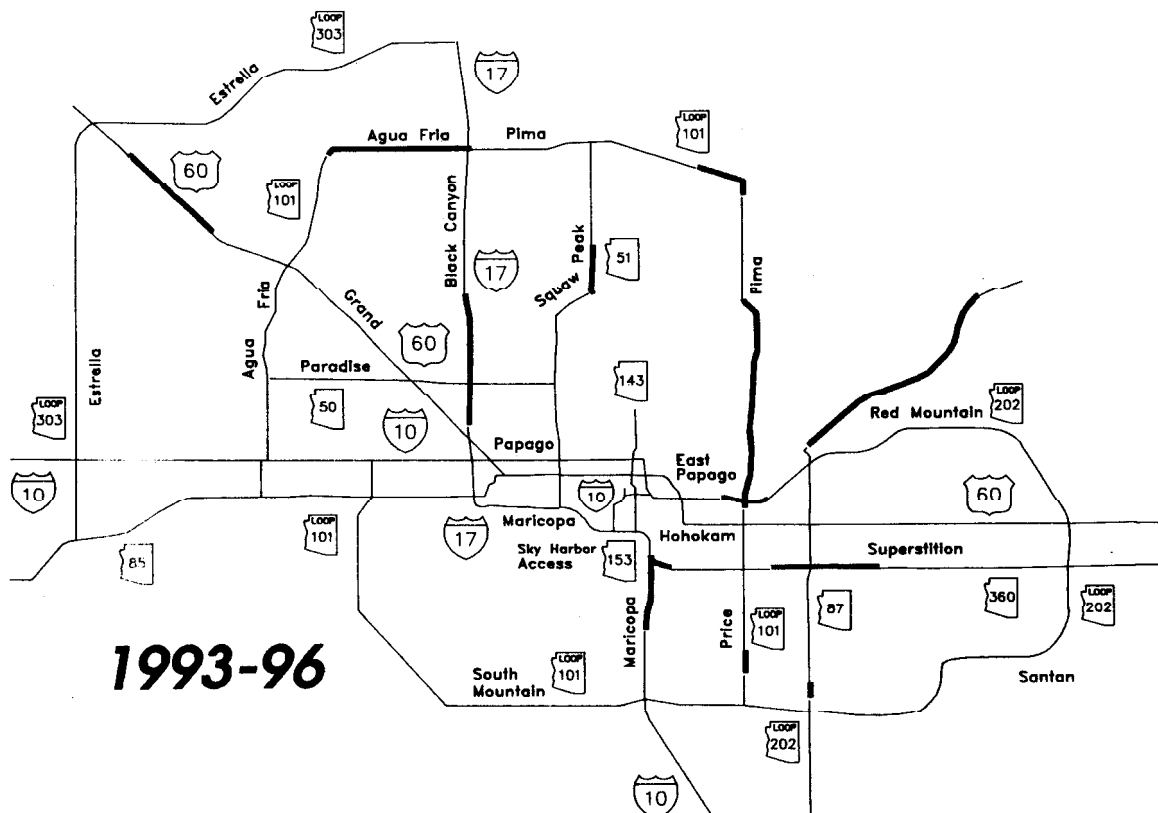 LOOP
303
17
Estrella
Agua Fria
Pima
LOOP
101
60
LOOP
101
Black Canyon
17
Squaw Peak
51
Pima
Agua Fria
Grand
60
Estrella
Paradise
143
50
LOOP
303
10
Red Mountain
LOOP
202
Papago
East
Papago
10
10
60
Maricopa
17
LOOP
101
Hohokam
Sky Harbor
Access
153
Superstition
85
360
87
LOOP
202
Maricopa
Price
LOOP
101
1993-96
South
Mountain
LOOP
101
Santan
LOOP
202
10